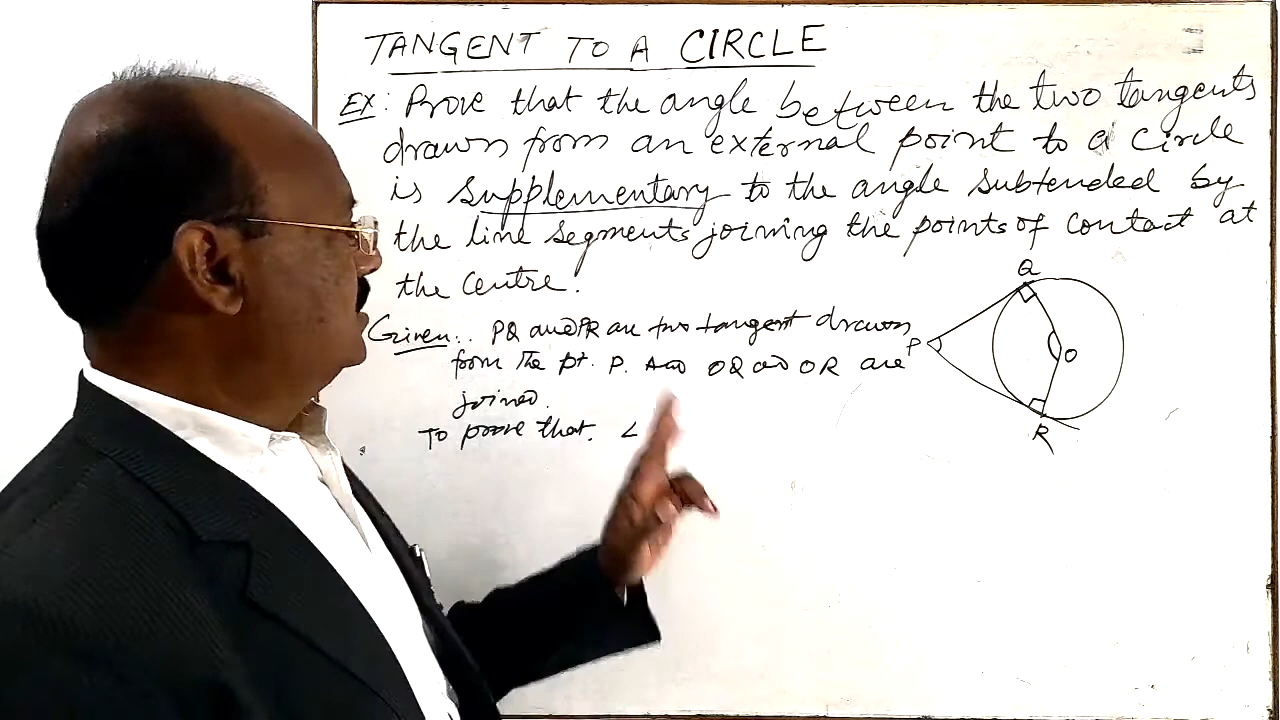 TANGENT TO A CIRCLE
EX: Prove that the angle between the two tangents
drawn from an external point to a circle
is supplementary to the angle subtended by
the line segments joining the points of contact at
the centre.
Given:. PQ and PR are two tangent drawn
from the pt. P. And OQ and OR are
joined.
To prove that. ∠
Q
P
O
R